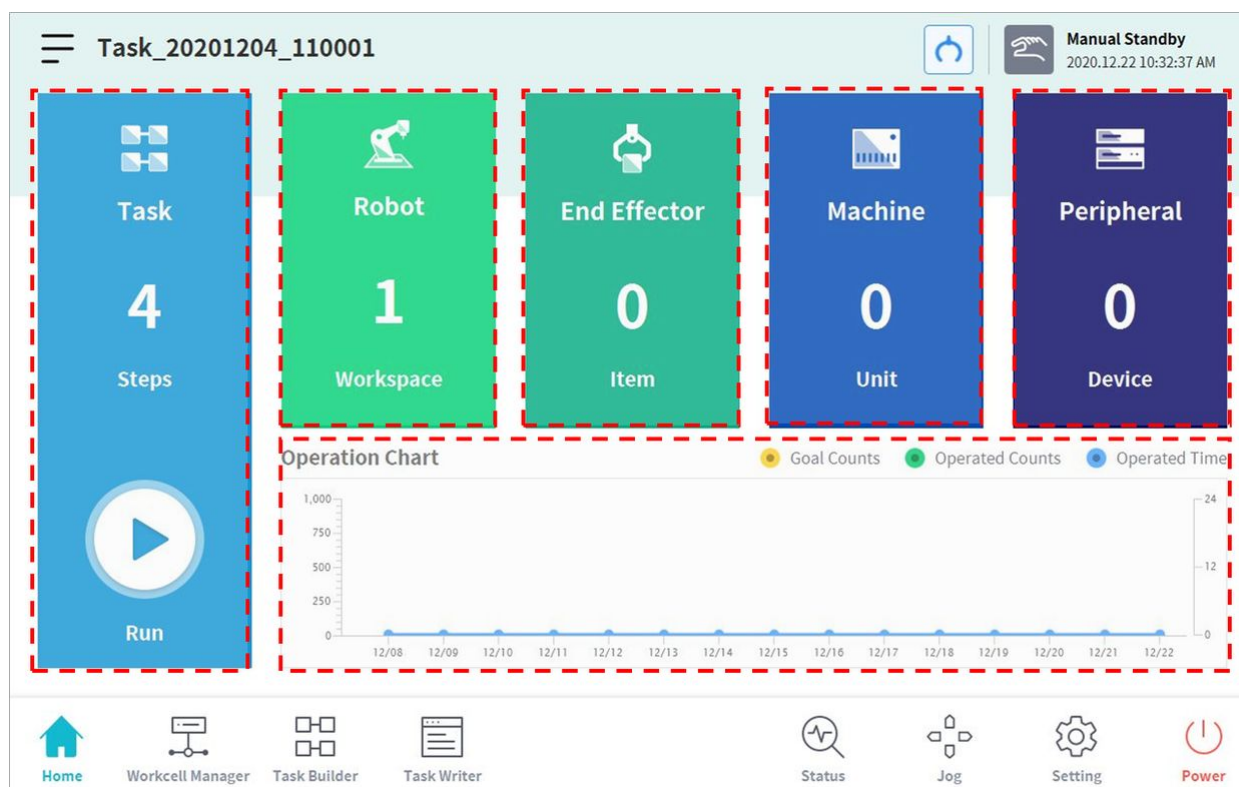 Task_20201204_110001
Manual Standby
2020.12.22 10:32:37 AM
Task
4
Steps
Run
Robot
1
Workspace
End Effector
0
Item
Machine
0
Unit
Peripheral
0
Device
Operation Chart
Goal Counts
Operated Counts
Operated Time
1,000
750
500
250
0
24
12
0
12/08 12/09 12/10 12/11 12/12 12/13 12/14 12/15 12/16 12/17 12/18 12/19 12/20 12/21 12/22
Home
Workcell Manager
Task Builder
Task Writer
Status
Jog
Setting
Power